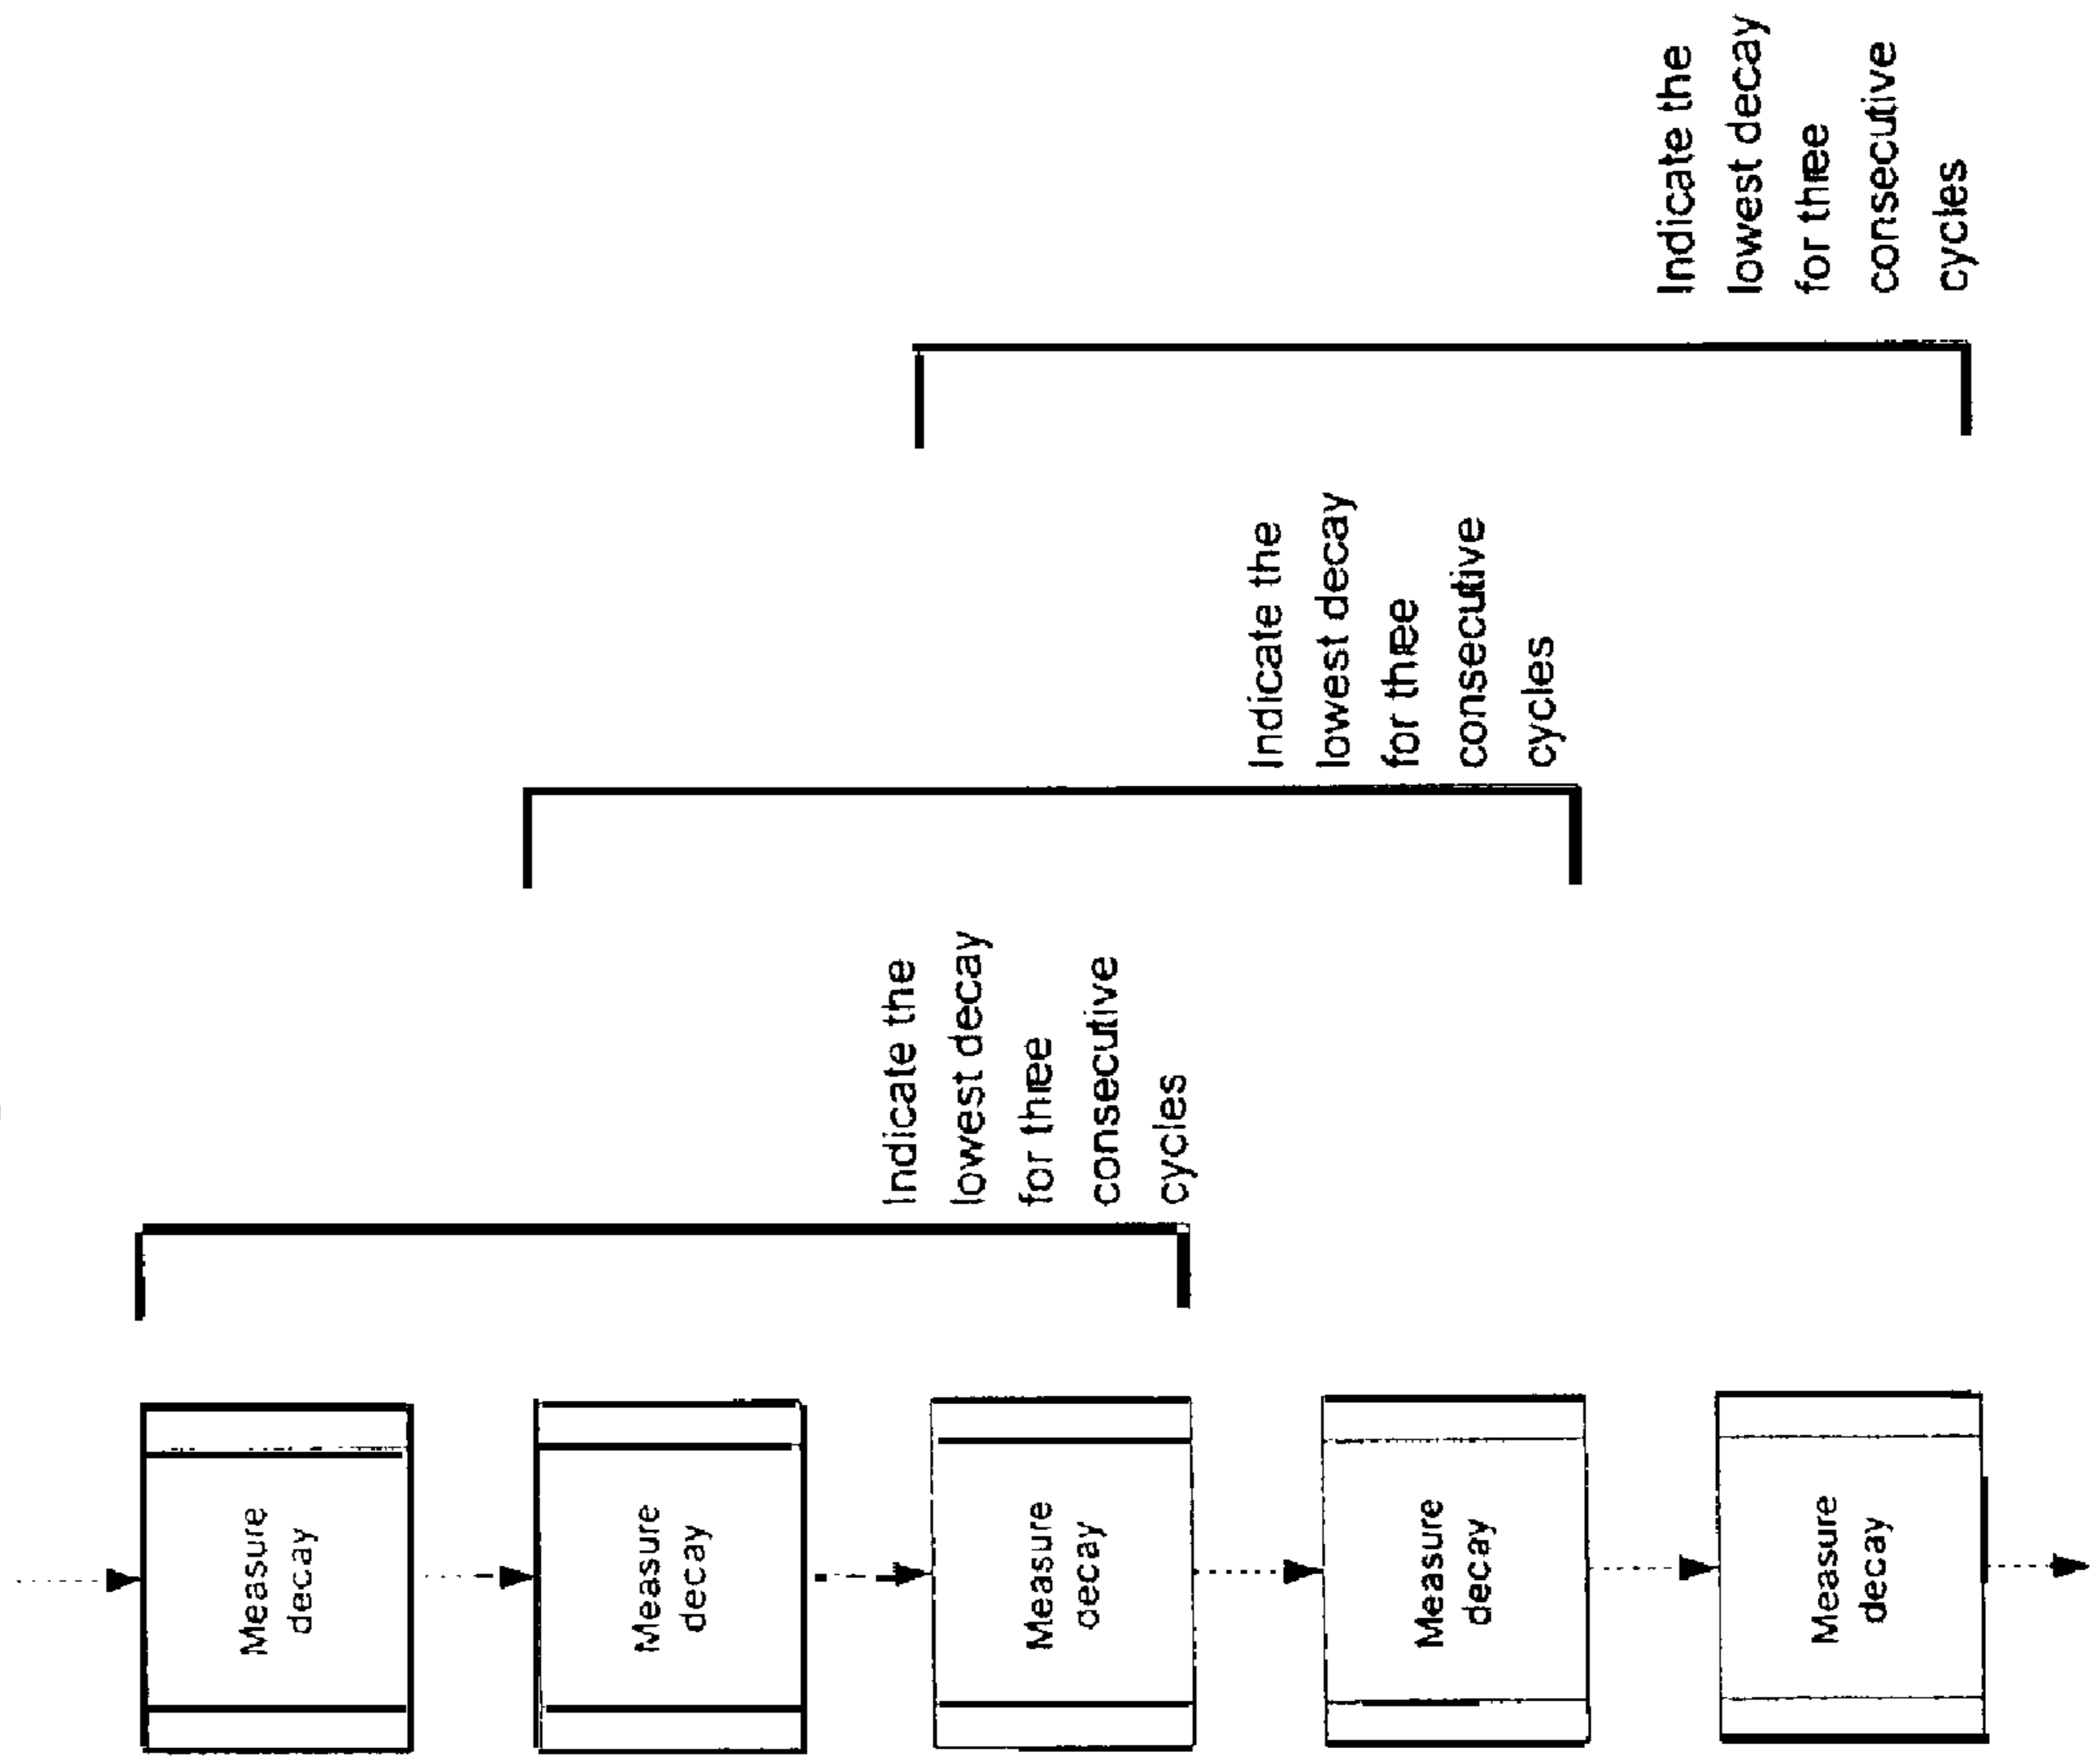 Measure
decay
Measure
decay
Measure
decay
Measure
decay
Measure
decay
Indicate the
lowest decay
for three
consecutive
cycles
Indicate the
lowest decay
for three
consecutive
cycles
Indicate the
lowest decay
for three
consecutive
cycles